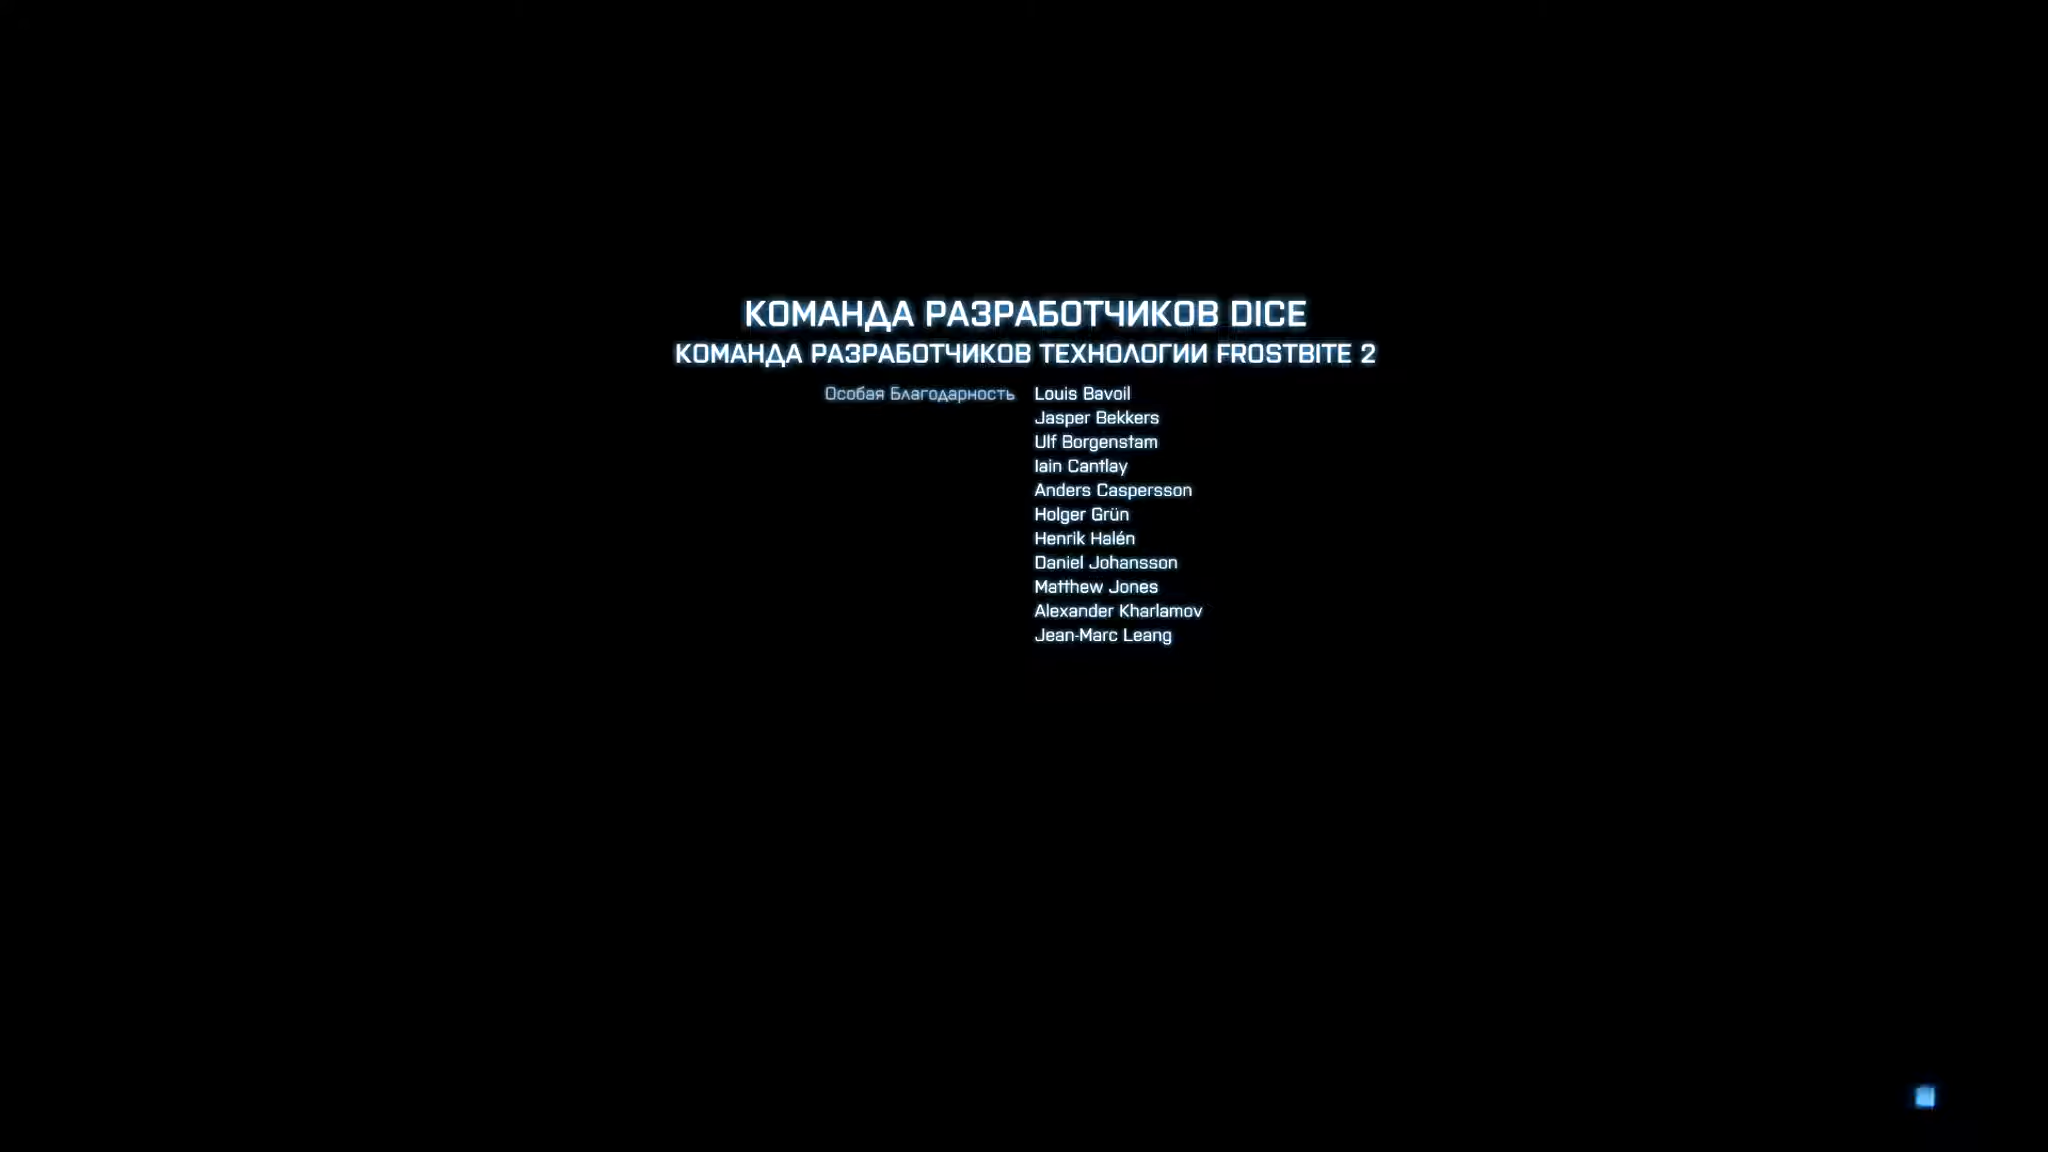 КОМАНДА РАЗРАБОТЧИКОВ DICE
КОМАНДА РАЗРАБОТЧИКОВ ТЕХНОЛОГИИ FROSTBITE 2
Особая Благодарность Louis Bavoil
Jasper Bekkers
Ulf Borgenstam
Iain Cantlay
Anders Caspersson
Holger Grün
Henrik Halén
Daniel Johansson
Matthew Jones
Alexander Kharlamov
Jean-Marc Leang